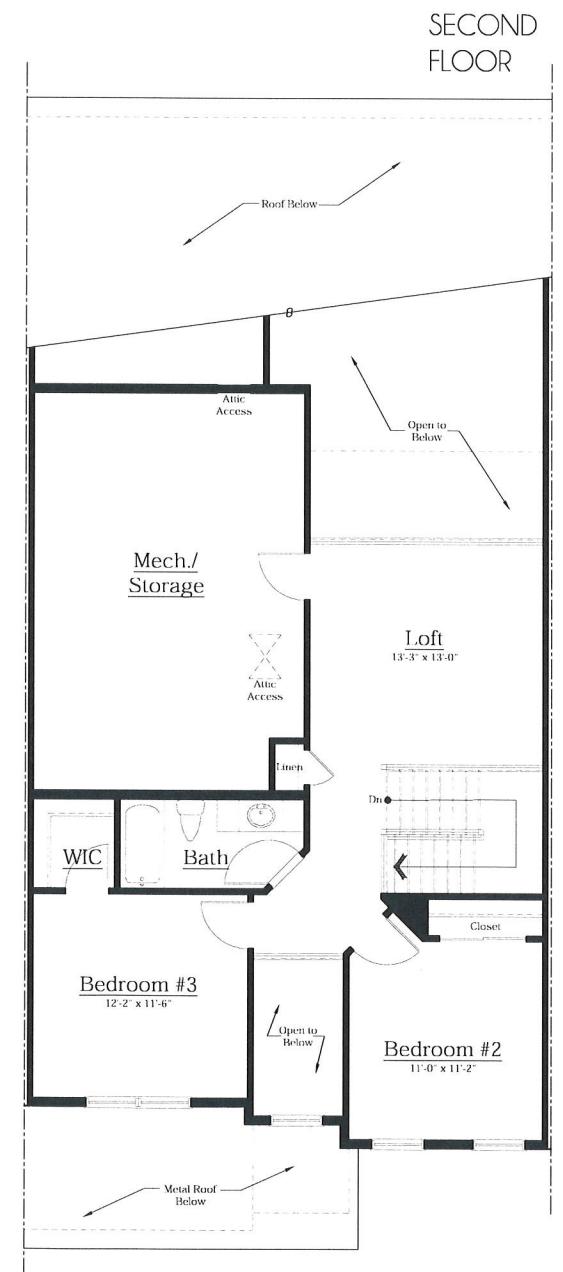 SECOND
FLOOR
Roof Below
Attic
Access
Open to
Below
Mech./
Storage
Loft
13'-3" x 13'-0"
Attic
Access
Linen
Dn
WIC
Bath
Closet
Bedroom #3
12'-2" x 11'-6"
Open to
Below
Bedroom #2
11'-0" x 11'-2"
Metal Roof
Below